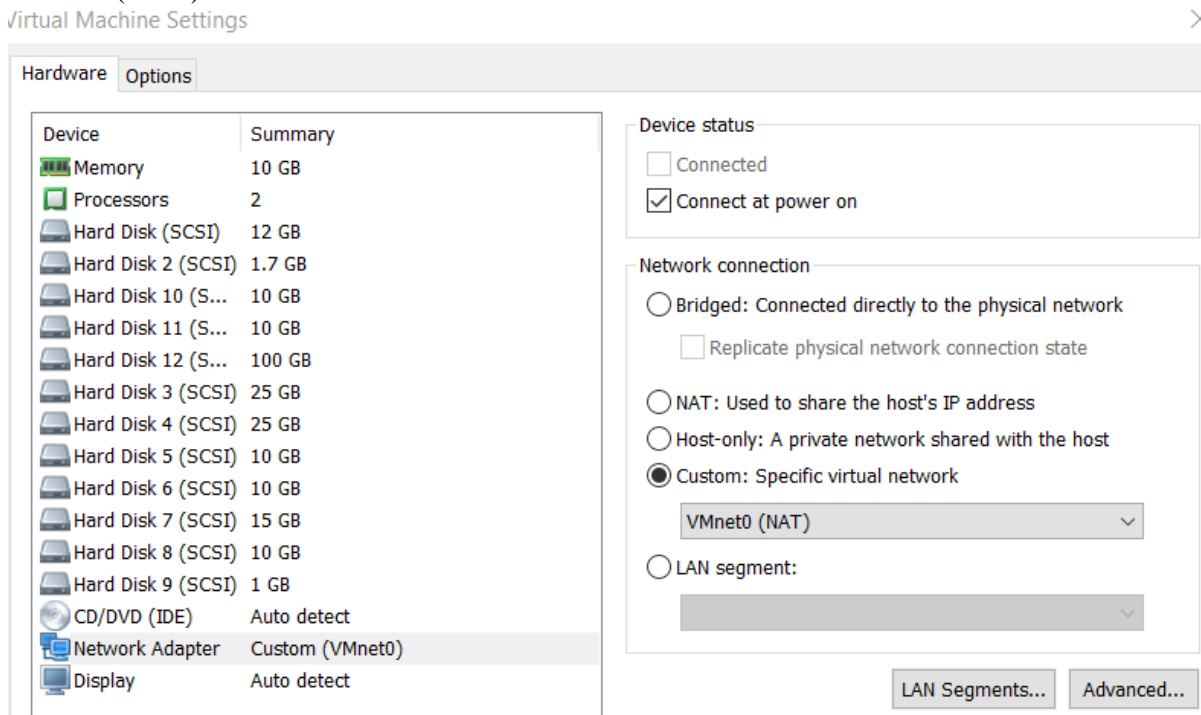 Virtual Machine Settings
Hardware Options
Device Summary
Memory 10 GB
Processors 2
Hard Disk (SCSI) 12 GB
Hard Disk 2 (SCSI) 1.7 GB
Hard Disk 10 (S... 10 GB
Hard Disk 11 (S... 10 GB
Hard Disk 12 (S... 100 GB
Hard Disk 3 (SCSI) 25 GB
Hard Disk 4 (SCSI) 25 GB
Hard Disk 5 (SCSI) 10 GB
Hard Disk 6 (SCSI) 10 GB
Hard Disk 7 (SCSI) 15 GB
Hard Disk 8 (SCSI) 10 GB
Hard Disk 9 (SCSI) 1 GB
CD/DVD (IDE) Auto detect
Network Adapter Custom (VMnet0)
Display Auto detect
Device status
Connected
Connect at power on
Network connection
Bridged: Connected directly to the physical network
Replicate physical network connection state
NAT: Used to share the host's IP address
Host-only: A private network shared with the host
Custom: Specific virtual network
VMnet0 (NAT)
LAN segment:
LAN Segments... Advanced...